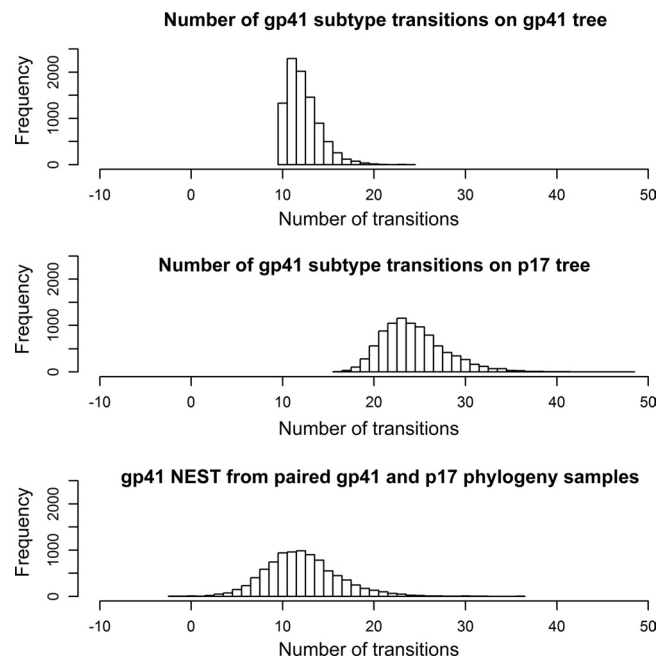 Number of gp41 subtype transitions on gp41 tree
Frequency
0 1000 2000
-10 0 10 20 30 40 50
Number of transitions
Number of gp41 subtype transitions on p17 tree
Frequency
0 1000 2000
-10 0 10 20 30 40 50
Number of transitions
gp41 NEST from paired gp41 and p17 phylogeny samples
Frequency
0 1000 2000
-10 0 10 20 30 40 50
Number of transitions